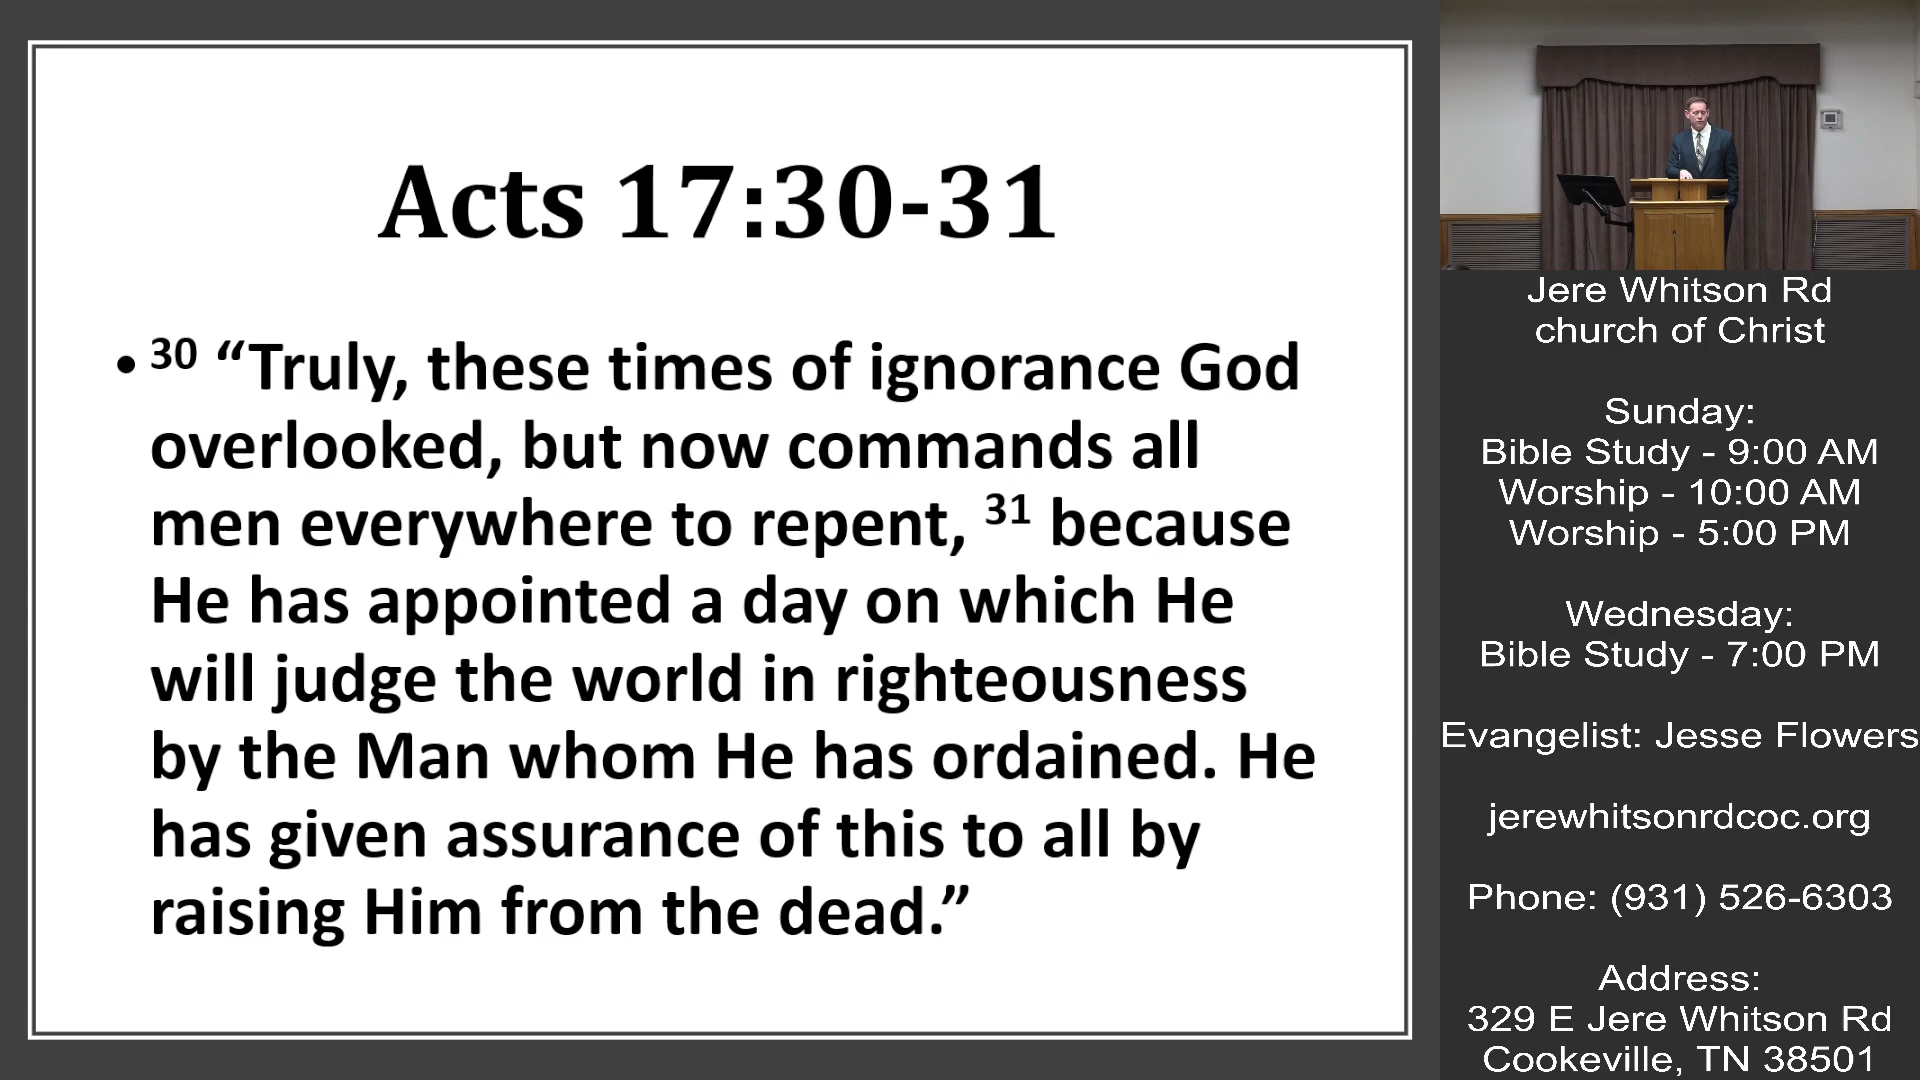 Acts 17:30-31
• 30 “Truly, these times of ignorance God
overlooked, but now commands all
men everywhere to repent, 31 because
He has appointed a day on which He
will judge the world in righteousness
by the Man whom He has ordained. He
has given assurance of this to all by
raising Him from the dead.”
Jere Whitson Rd
church of Christ
Sunday:
Bible Study - 9:00 AM
Worship - 10:00 AM
Worship - 5:00 PM
Wednesday:
Bible Study - 7:00 PM
Evangelist: Jesse Flowers
jerewhitsonrdcoc.org
Phone: (931) 526-6303
Address:
329 E Jere Whitson Rd
Cookeville, TN 38501